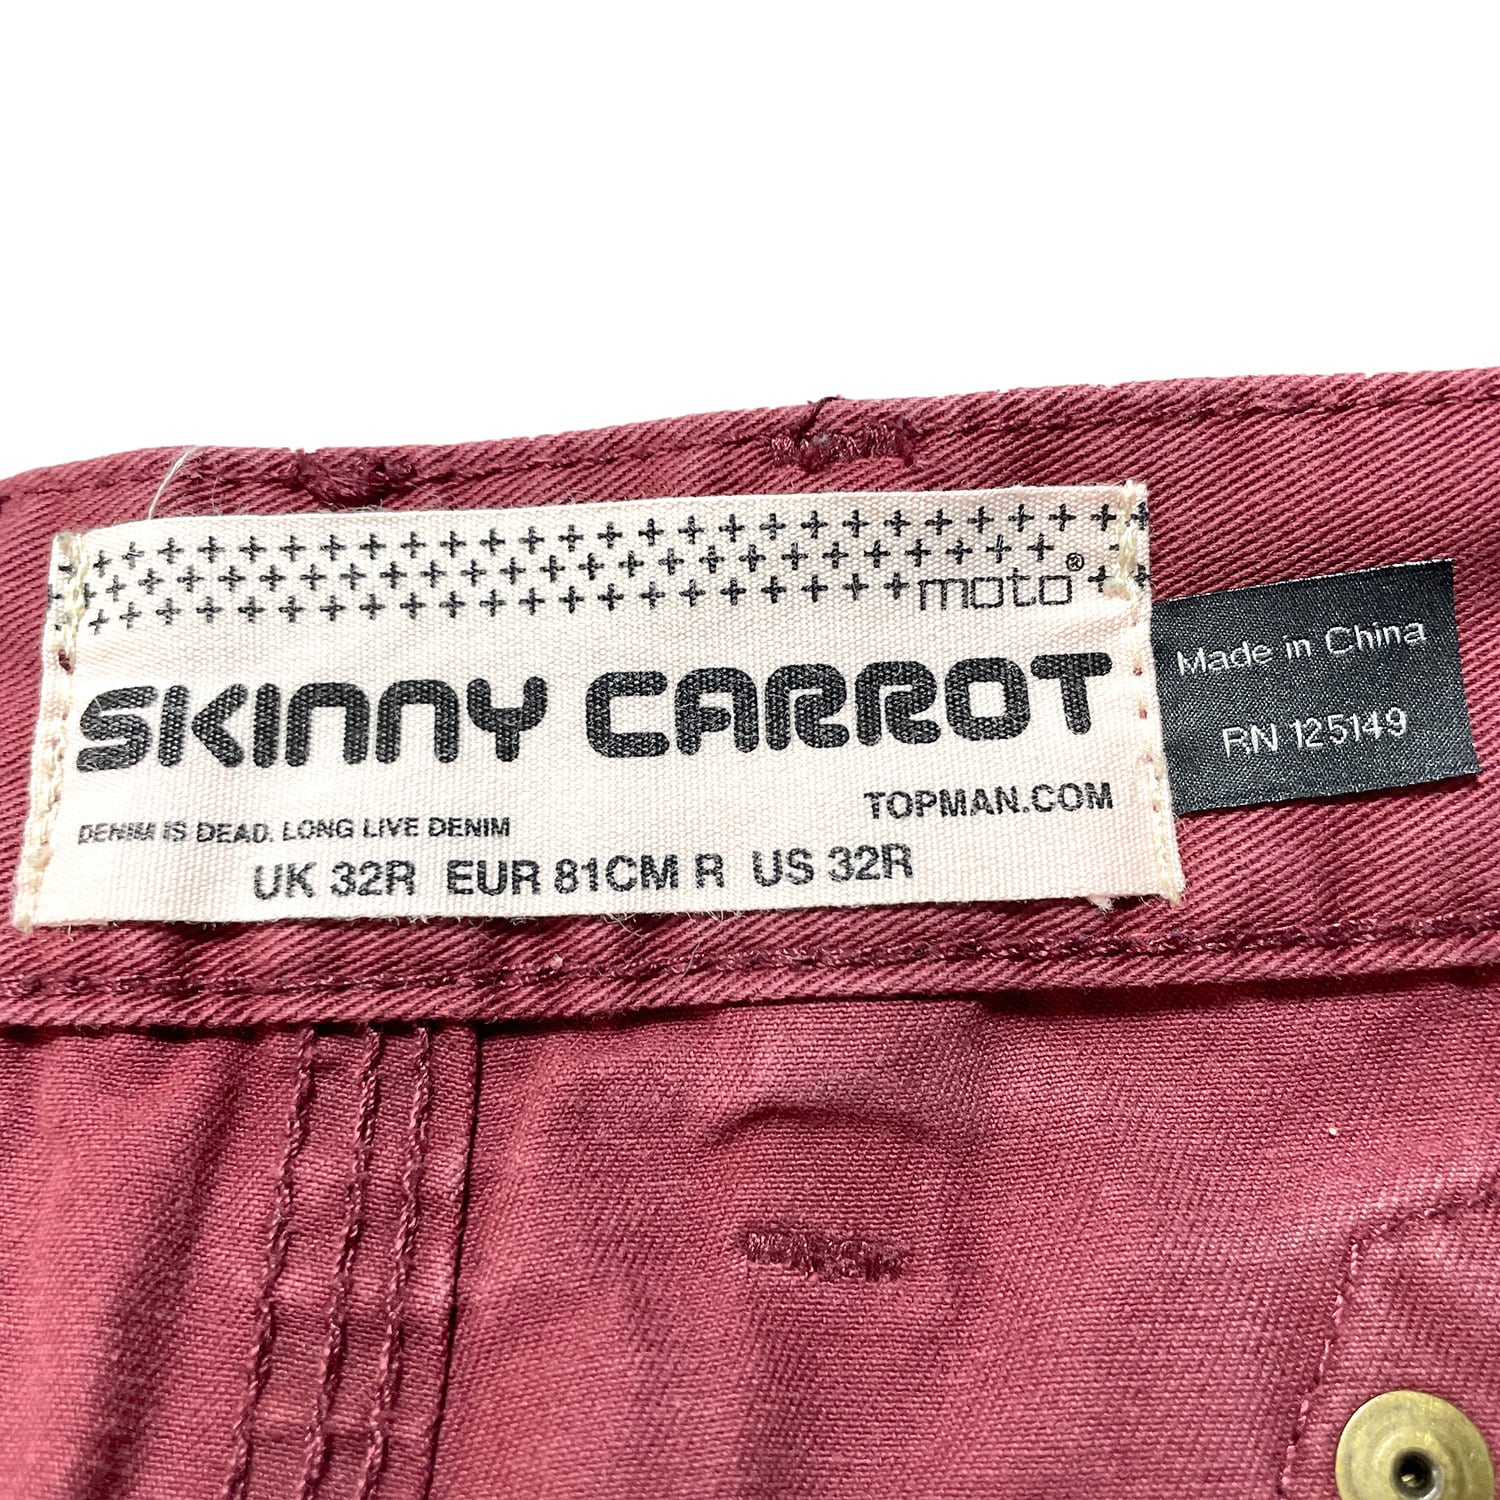 moto®
SKINNY CARROT
TOPMAN.COM
DENIM IS DEAD. LONG LIVE DENIM
UK 32R EUR 81CM R US 32R
Made in China
RN 125149